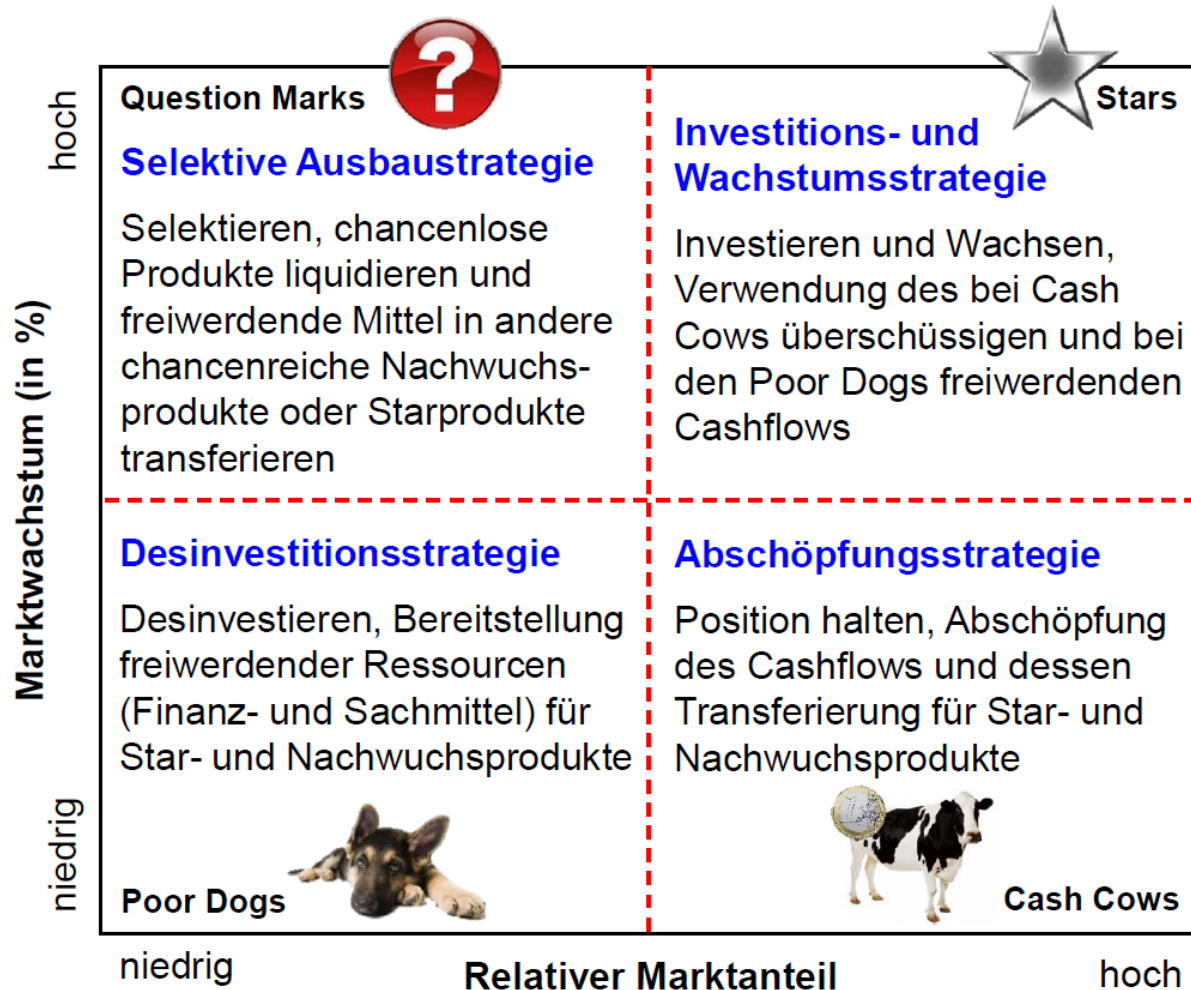 Question Marks
?
Selektive Ausbaustrategie
Selektieren, chancenlose
Produkte liquidieren und
freiwerdende Mittel in andere
chancenreiche Nachwuchs-
produkte oder Starprodukte
transferieren
Stars
Investitions- und
Wachstumsstrategie
Investieren und Wachsen,
Verwendung des bei Cash
Cows überschüssigen und bei
den Poor Dogs freiwerdenden
Cashflows
Desinvestitionsstrategie
Desinvestieren, Bereitstellung
freiwerdender Ressourcen
(Finanz- und Sachmittel) für
Star- und Nachwuchsprodukte
Poor Dogs
Abschöpfungsstrategie
Position halten, Abschöpfung
des Cashflows und dessen
Transferierung für Star- und
Nachwuchsprodukte
Cash Cows
hoch
Marktwachstum (in %)
niedrig
niedrig
Relativer Marktanteil
hoch